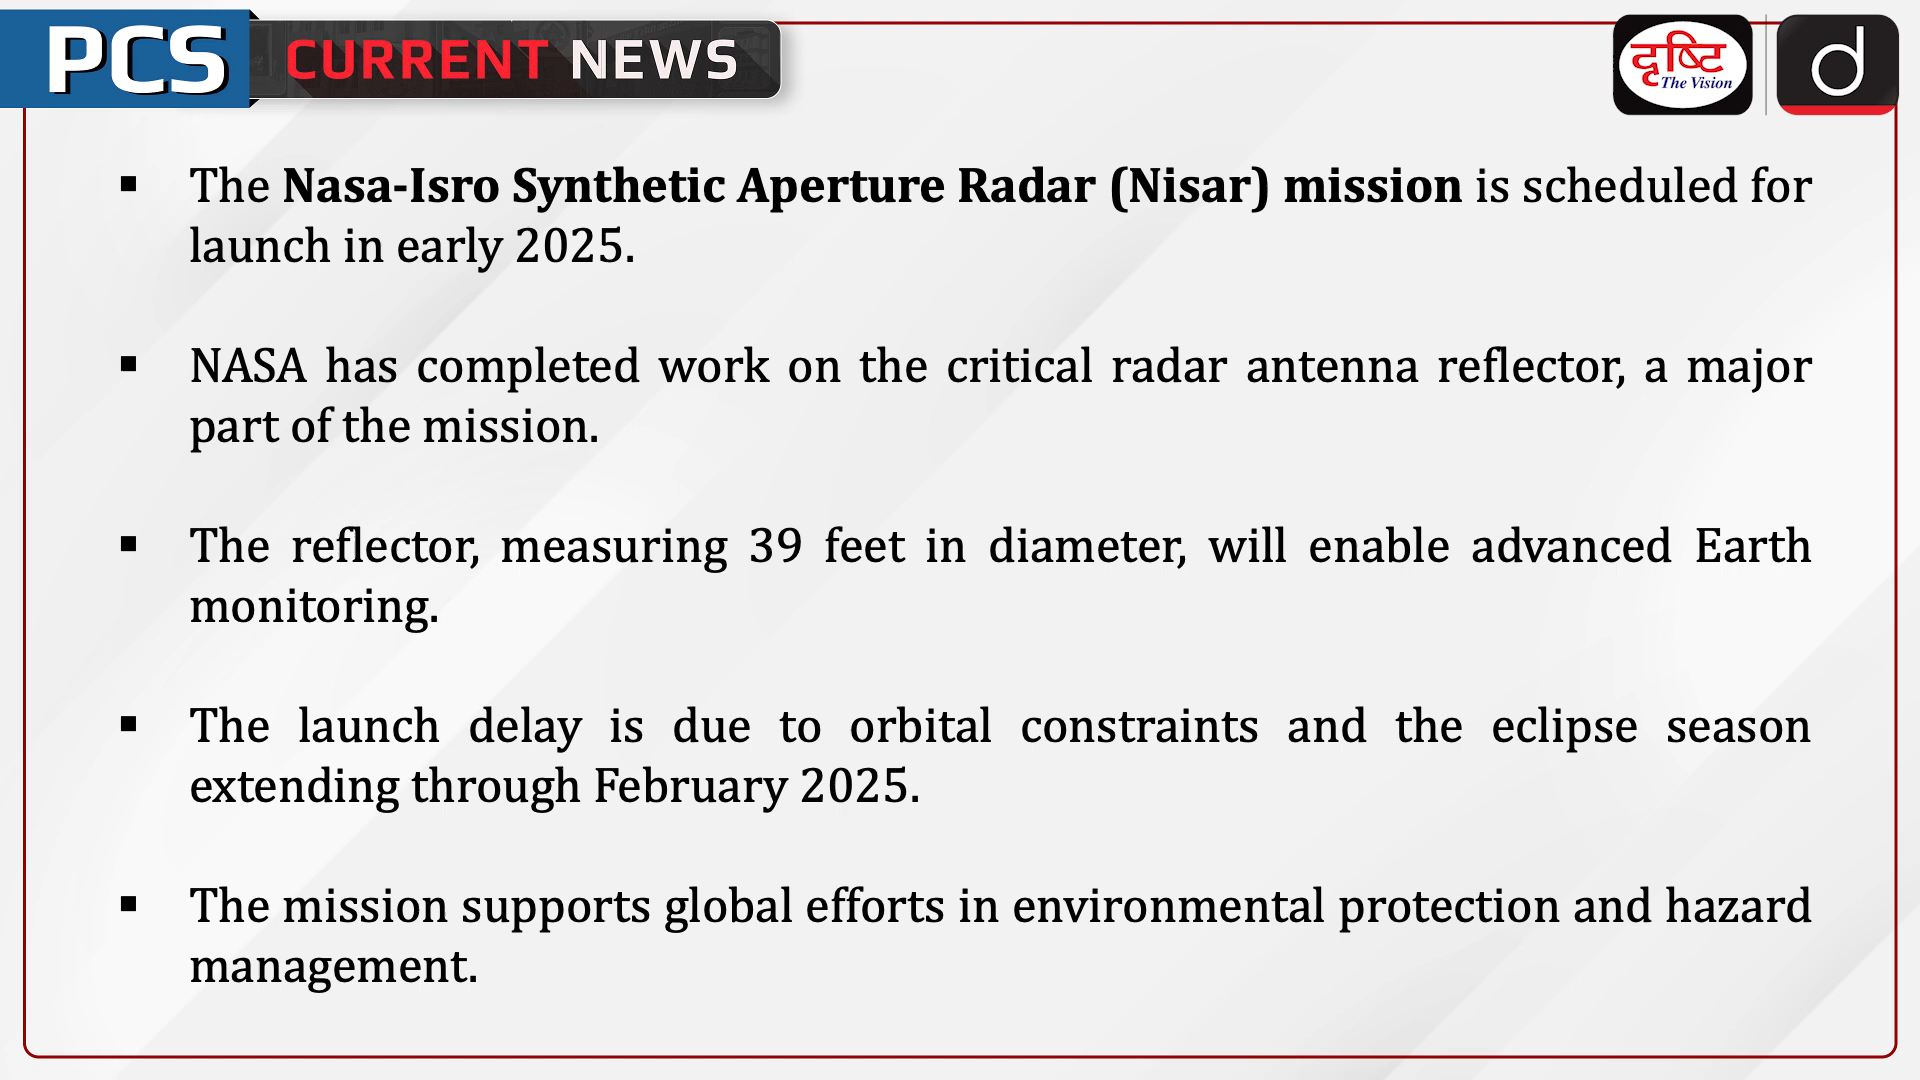 PCS CURRENT NEWS
दृष्टि
The Vision
d
▪ The Nasa-Isro Synthetic Aperture Radar (Nisar) mission is scheduled for
launch in early 2025.
▪ NASA has completed work on the critical radar antenna reflector, a major
part of the mission.
▪ The reflector, measuring 39 feet in diameter, will enable advanced Earth
monitoring.
▪ The launch delay is due to orbital constraints and the eclipse season
extending through February 2025.
▪ The mission supports global efforts in environmental protection and hazard
management.